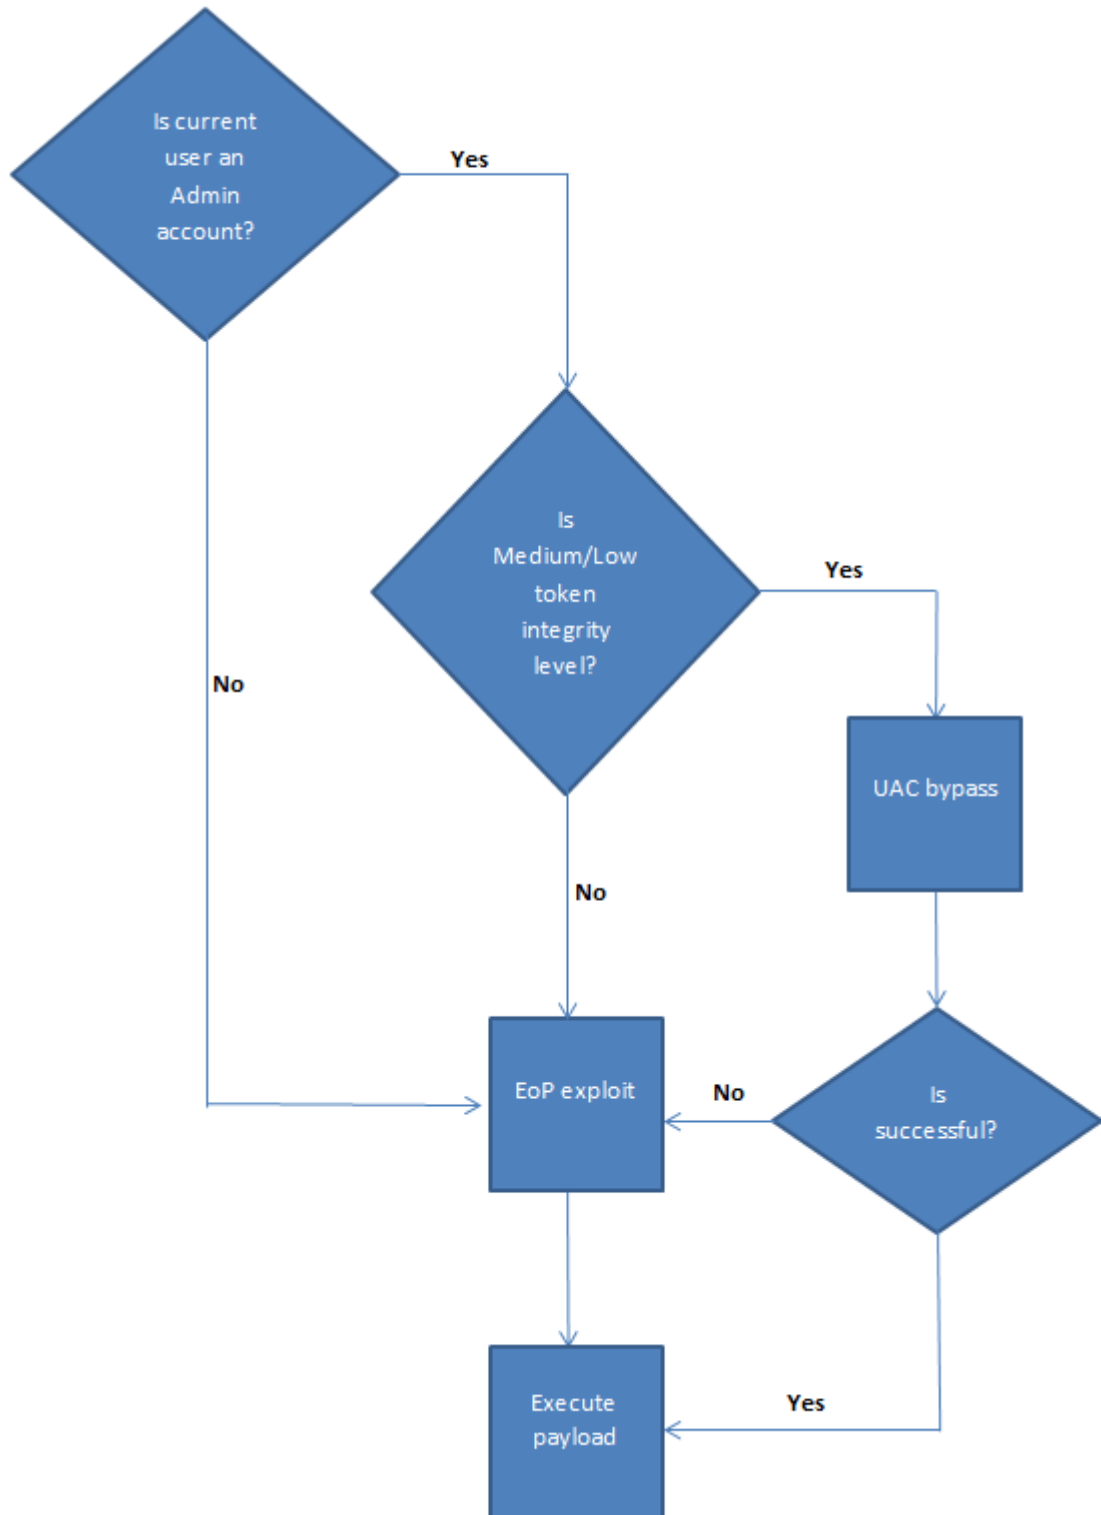 Is current
user an
Admin
account?
Yes
Is
Medium/Low
token
integrity
level?
Yes
No
UAC bypass
No
EoP exploit
No
Is
successful?
Execute
payload
Yes